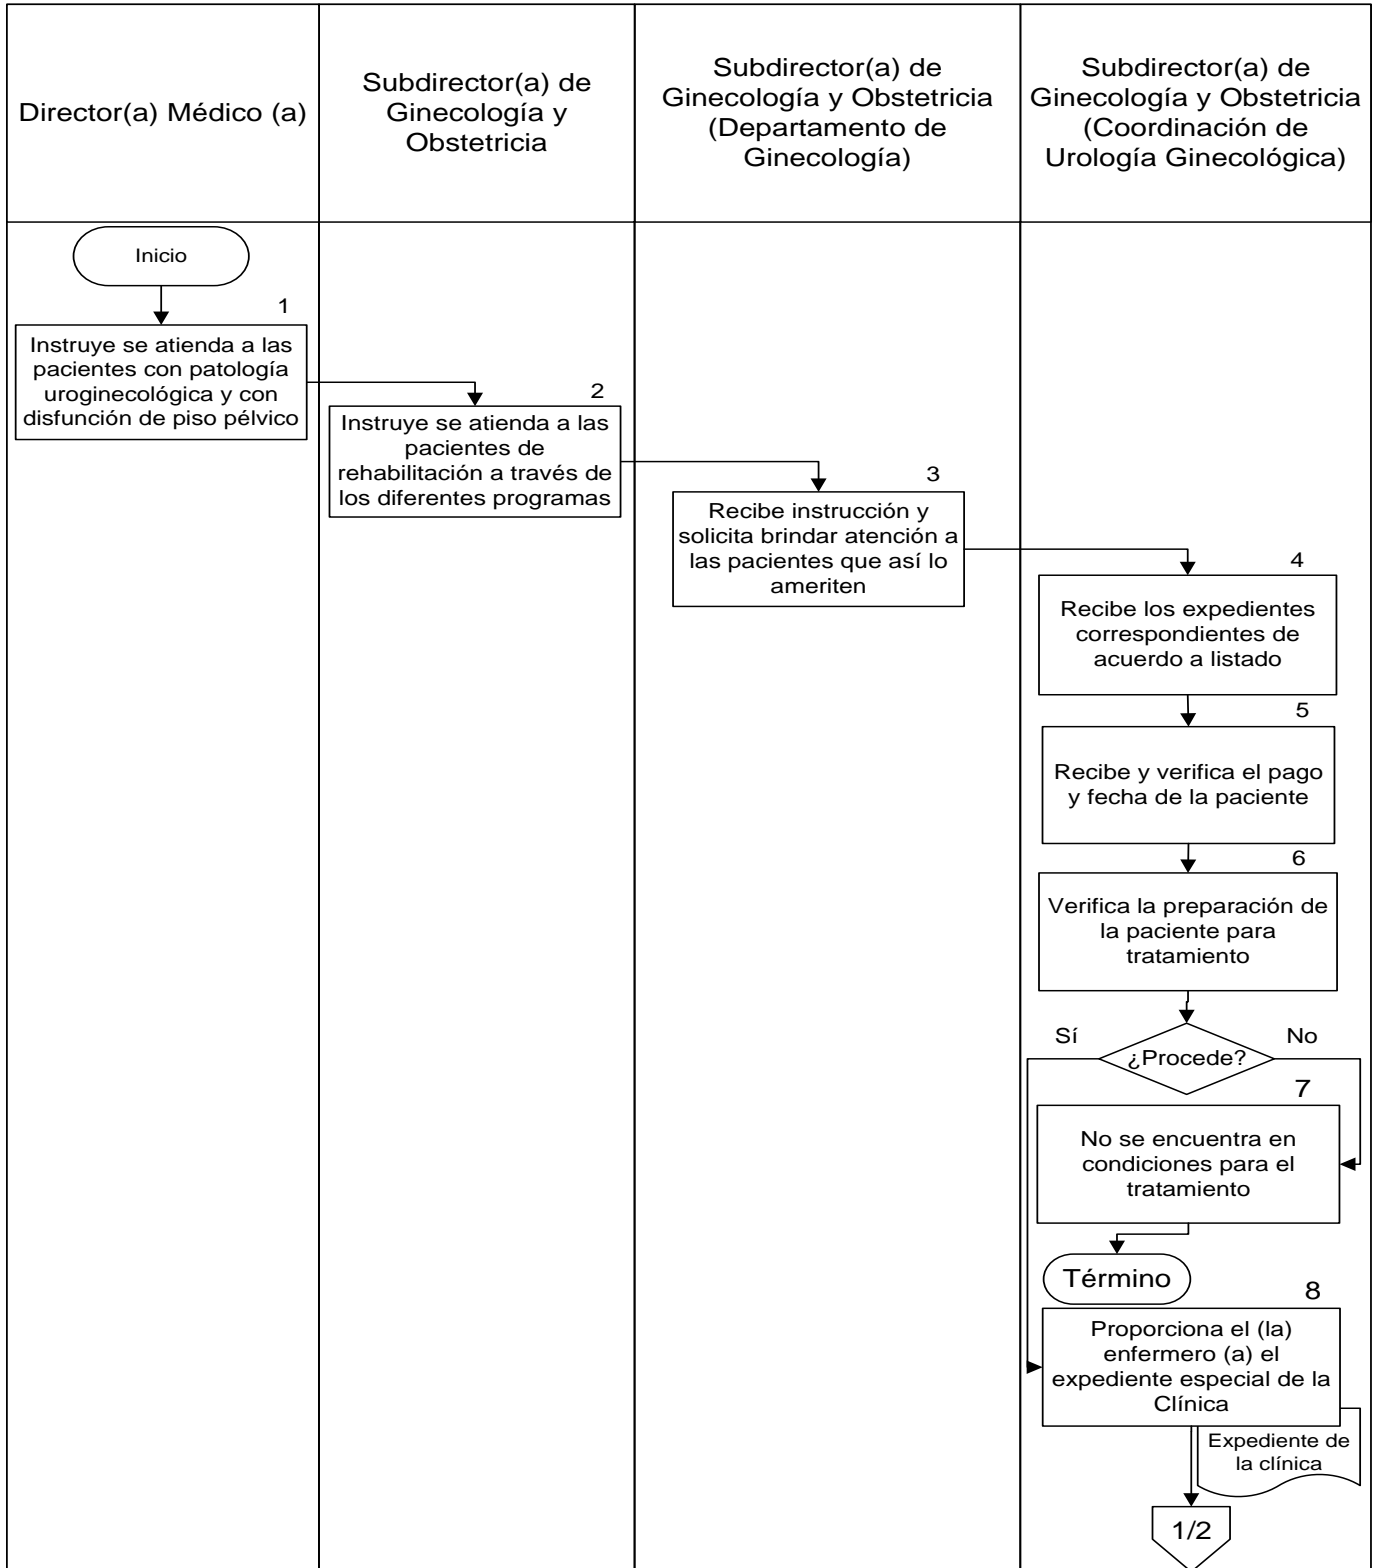 Director(a) Médico (a)
Subdirector(a) de
Ginecología y
Obstetricia
Subdirector(a) de
Ginecología y Obstetricia
(Departamento de
Ginecología)
Subdirector(a) de
Ginecología y Obstetricia
(Coordinación de
Urología Ginecológica)
Inicio
1
Instruye se atienda a las
pacientes con patología
uroginecológica y con
disfunción de piso pélvico
2
Instruye se atienda a las
pacientes de
rehabilitación a través de
los diferentes programas
3
Recibe instrucción y
solicita brindar atención a
las pacientes que así lo
ameriten
4
Recibe los expedientes
correspondientes de
acuerdo a listado
5
Recibe y verifica el pago
y fecha de la paciente
6
Verifica la preparación de
la paciente para
tratamiento
Sí
¿Procede?
No
7
No se encuentra en
condiciones para el
tratamiento
Término
8
Proporciona el (la)
enfermero (a) el
expediente especial de la
Clínica
Expediente de
la clínica
1/2